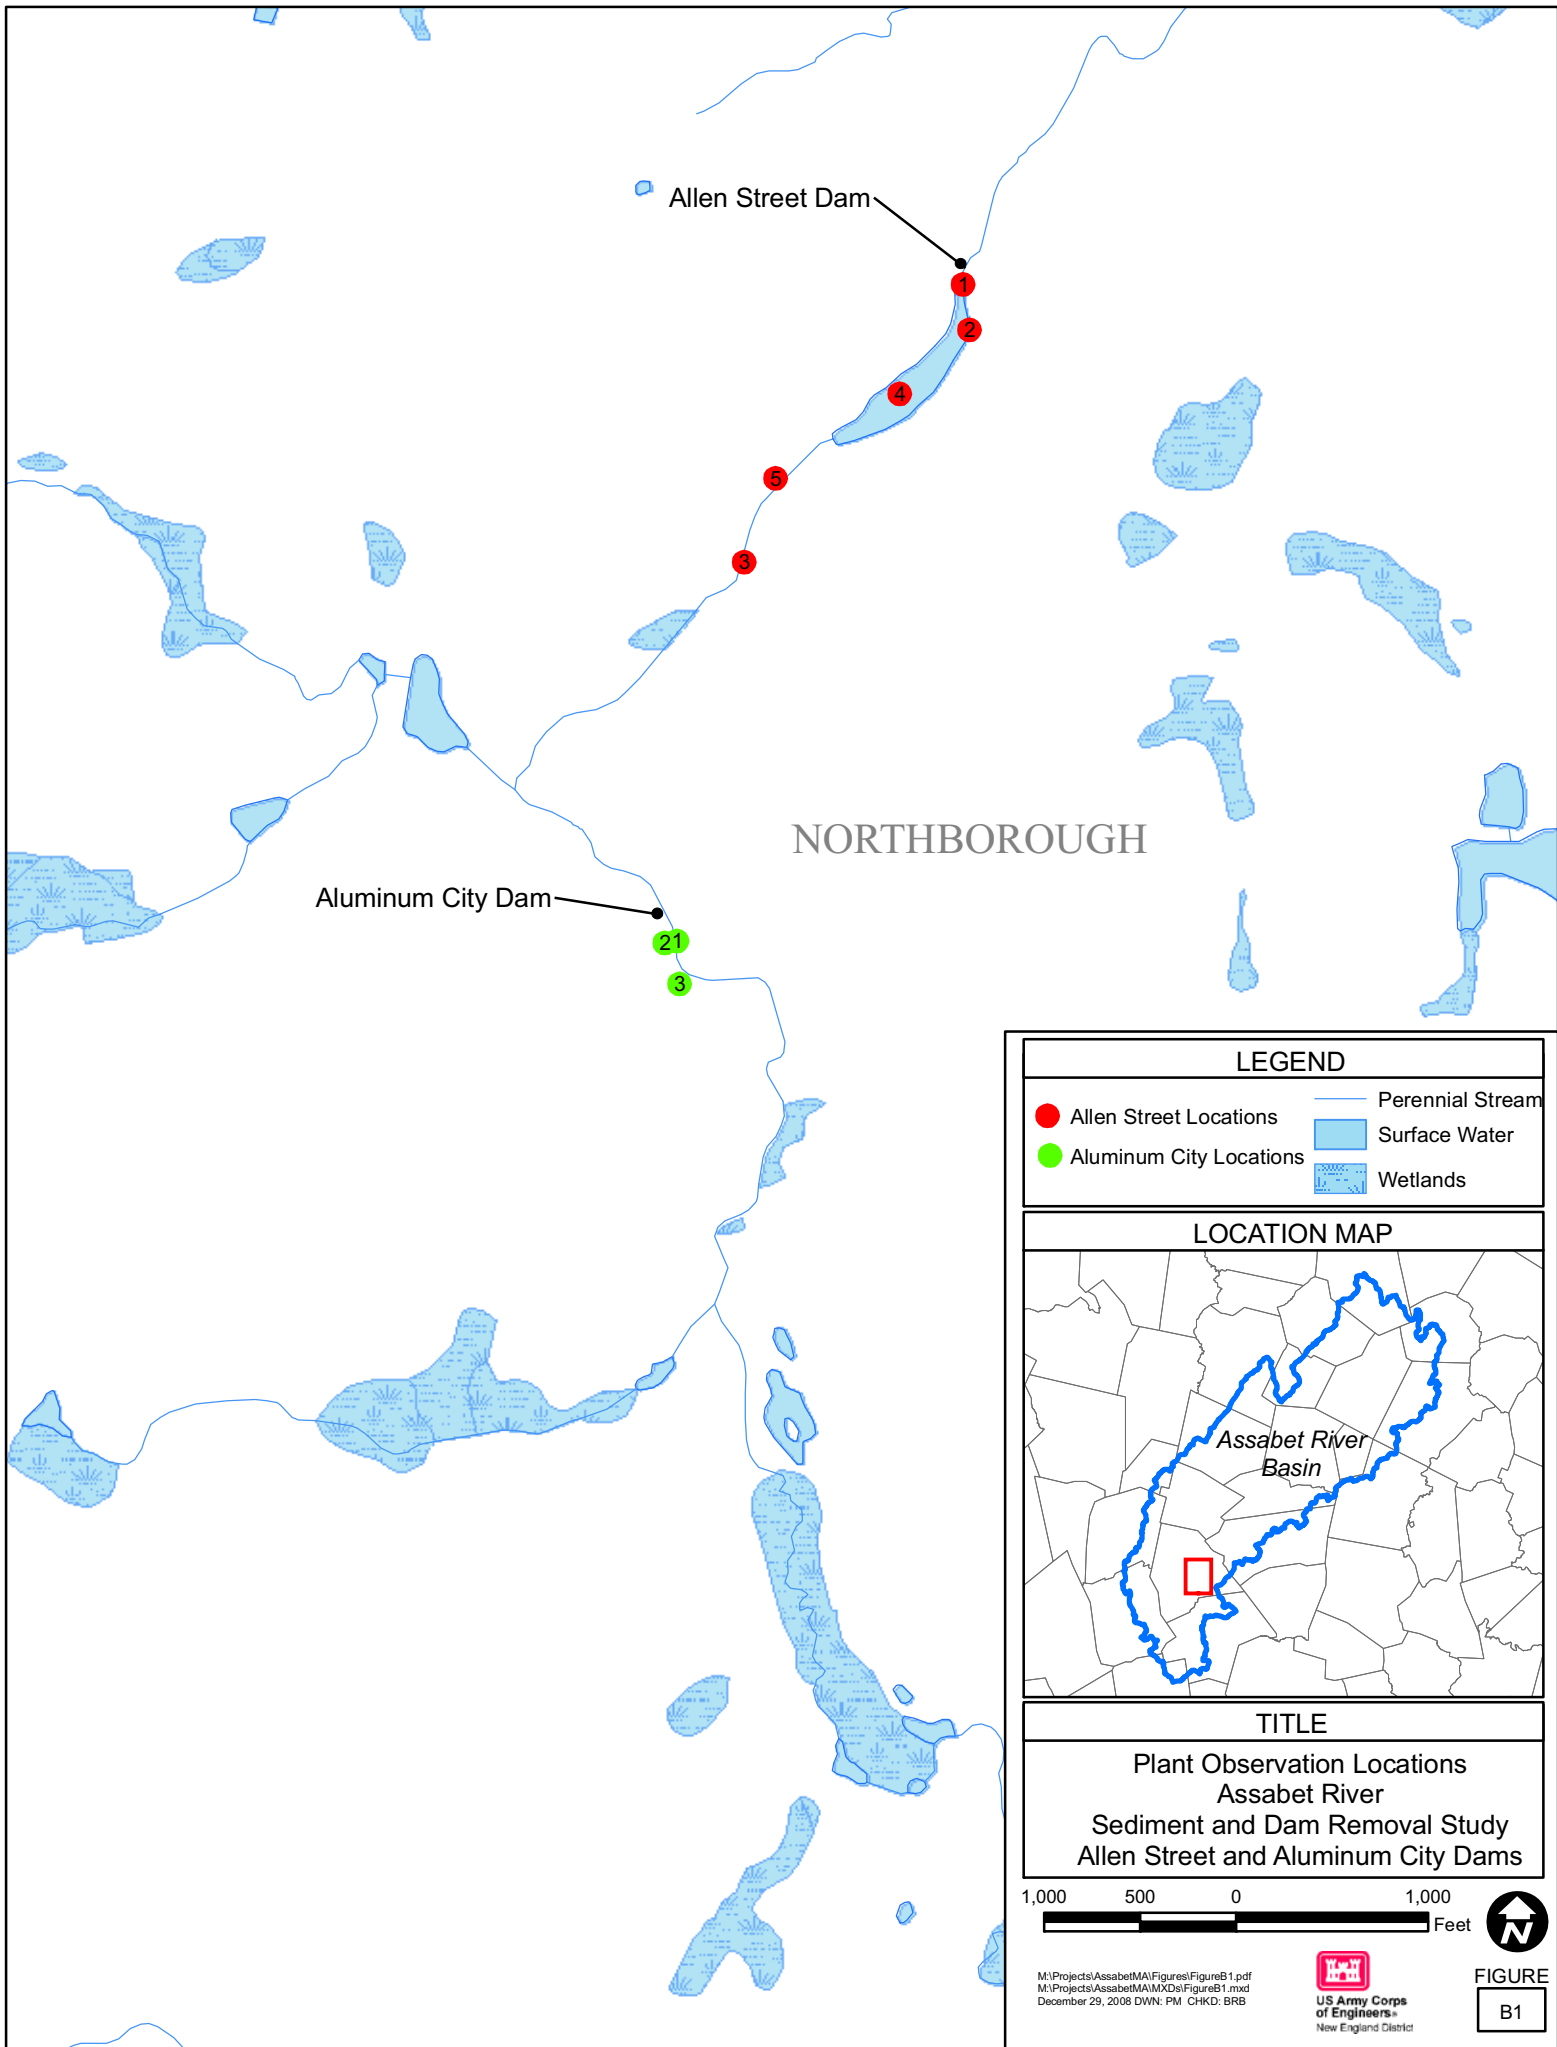 Allen Street Dam
1
2
4
5
3
NORTHBOROUGH
Aluminum City Dam
21
3
LEGEND
Allen Street Locations
Aluminum City Locations
Perennial Stream
Surface Water
Wetlands
LOCATION MAP
Assabet River
Basin
TITLE
Plant Observation Locations
Assabet River
Sediment and Dam Removal Study
Allen Street and Aluminum City Dams
1,000 500 0 1,000
Feet
N
M:\Projects\AssabetMA\Figures\FigureB1.pdf
M:\Projects\AssabetMA\MXDs\FigureB1.mxd
December 29, 2008 DWN: PM CHKD: BRB
US Army Corps
of Engineers®
New England District
FIGURE
B1